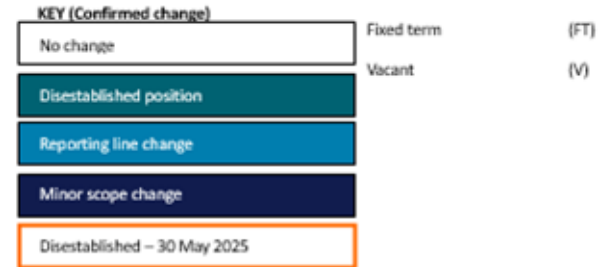 KEY (Confirmed change)
No change
Disestablished position
Reporting line change
Minor scope change
Disestablished – 30 May 2025
Fixed term (FT)
Vacant (V)